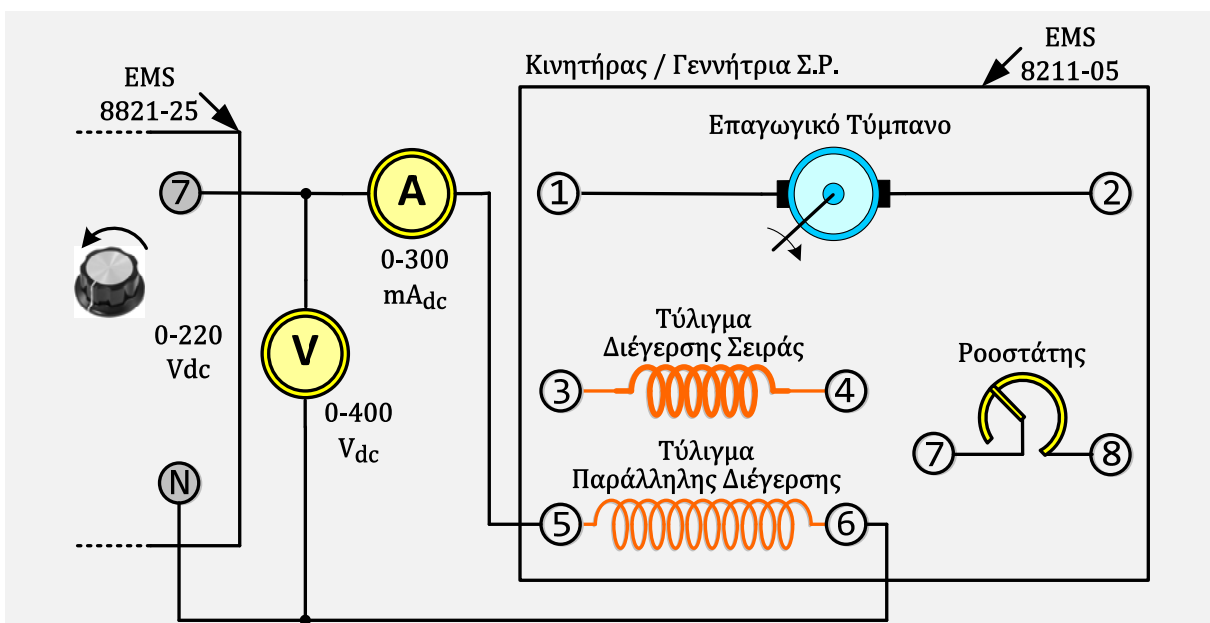 EMS
8821-25
Κινητήρας / Γεννήτρια Σ.Ρ.
EMS
8211-05
Επαγωγικό Τύμπανο
7
A
1
2
0-300
mAdc
0-220
Vdc
V
0-400
Vdc
Τύλιγμα
Διέγερσης Σειράς
3
4
Ροοστάτης
7
8
N
Τύλιγμα
Παράλληλης Διέγερσης
5
6